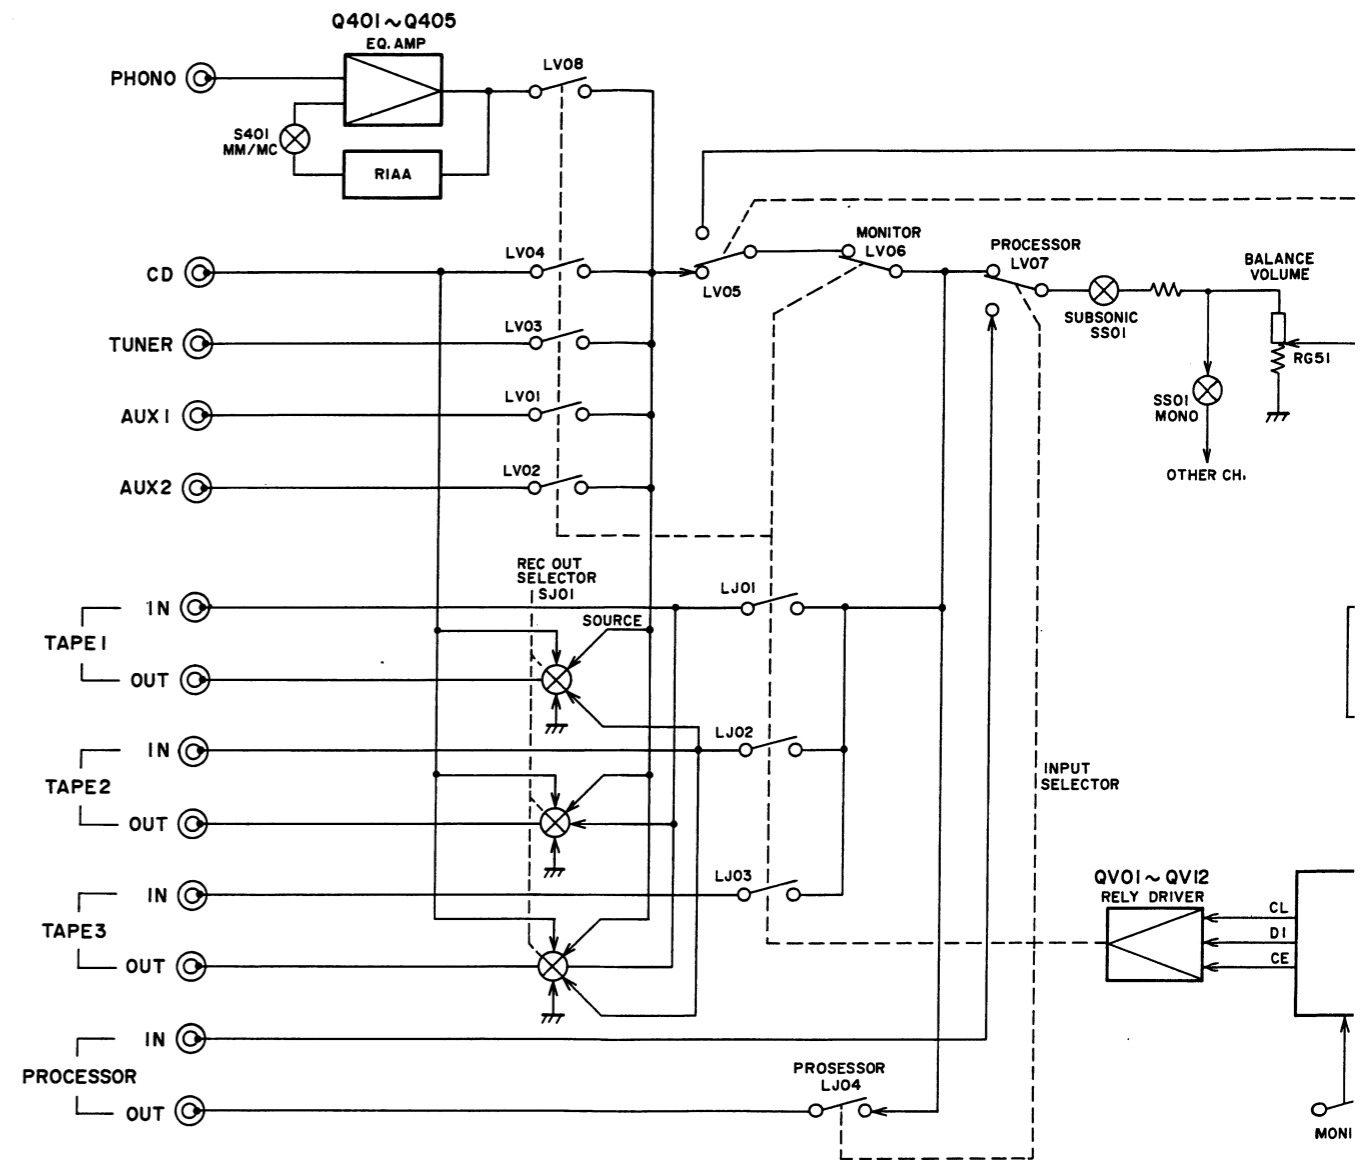 Q401~Q405
EQ. AMP
PHONO
LV08
S401
MM/MC
RIAA
MONITOR
LV06
PROCESSOR
LV07
BALANCE
VOLUME
CD
LV04
LV05
SUBSONIC
SS01
TUNER
LV03
RG51
AUX1
LV01
SS01
MONO
AUX2
LV02
OTHER CH.
REC OUT
SELECTOR
SJ01
LJ01
IN
SOURCE
TAPE1
OUT
LJ02
IN
TAPE2
INPUT
SELECTOR
OUT
LJ03
QV01~QV12
RELY DRIVER
IN
CL
TAPE3
DI
OUT
CE
IN
PROCESSOR
PROSESSOR
LJ04
OUT
MONI